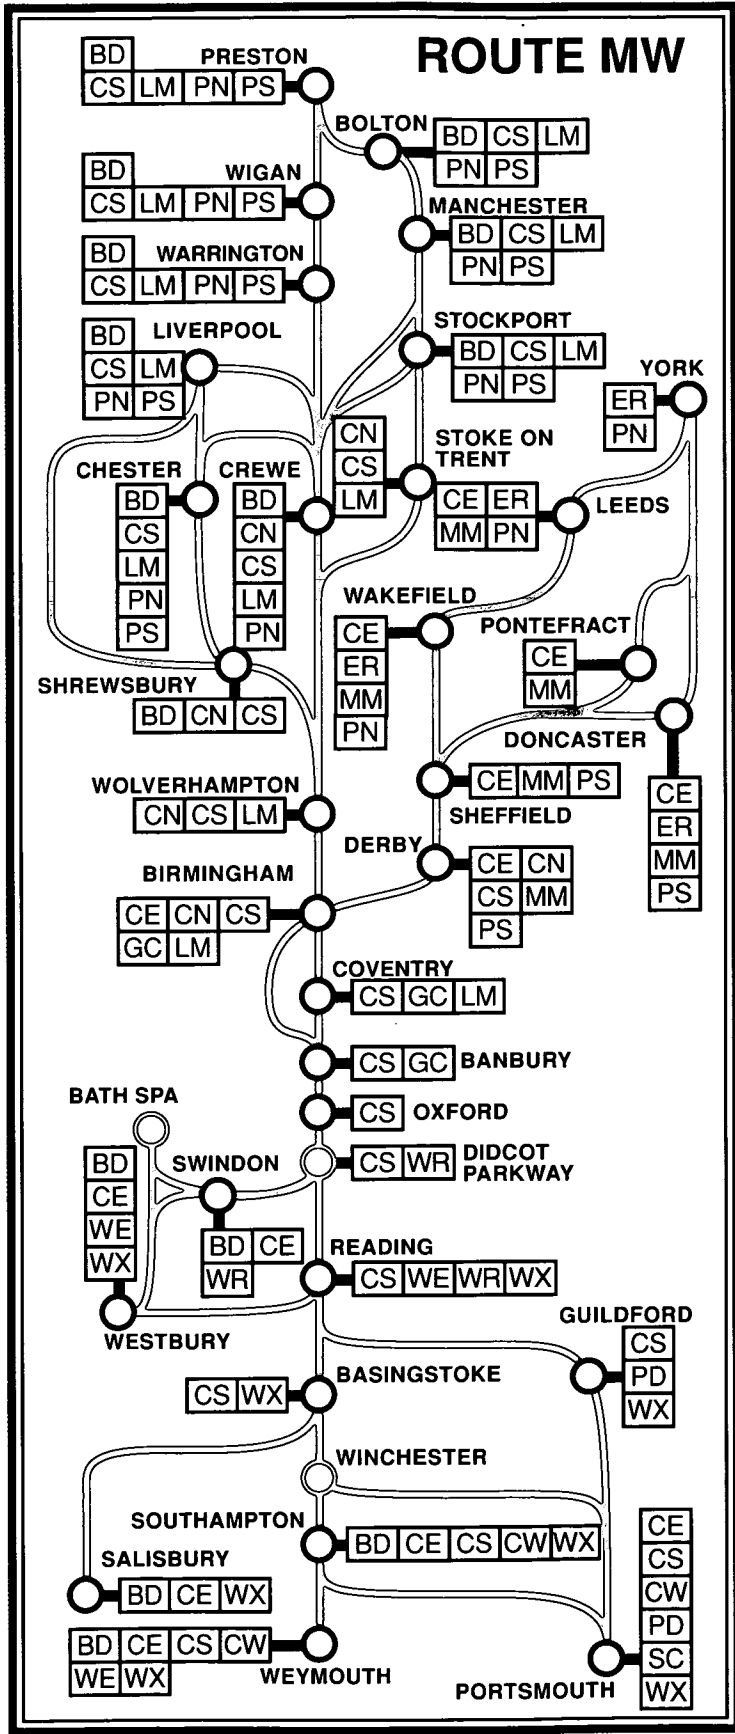 ROUTE MW
PRESTON
BD
CS LM PN PS
BOLTON
BD CS LM
PN PS
WIGAN
BD
CS LM PN PS
MANCHESTER
BD CS LM
PN PS
WARRINGTON
BD
CS LM PN PS
LIVERPOOL
BD
CS LM
PN PS
STOCKPORT
BD CS LM
PN PS
YORK
ER
PN
CHESTER
BD
CS
LM
PN
PS
CREWE
BD
CN
CS
LM
PN
STOKE ON
TRENT
CN
CS
LM
LEEDS
CE ER
MM PN
WAKEFIELD
CE
ER
MM
PN
PONTEFRACT
CE
MM
SHREWSBURY
BD CN CS
DONCASTER
CE
ER
MM
PS
WOLVERHAMPTON
CN CS LM
SHEFFIELD
CE MM PS
DERBY
CE CN
CS MM
PS
BIRMINGHAM
CE CN CS
GC LM
COVENTRY
CS GC LM
BANBURY
CS GC
OXFORD
CS
BATH SPA
DIDCOT
PARKWAY
CS WR
SWINDON
BD CE
WR
WESTBURY
BD
CE
WE
WX
READING
CS WE WR WX
GUILDFORD
CS
PD
WX
BASINGSTOKE
CS WX
WINCHESTER
SOUTHAMPTON
BD CE CS CW WX
SALISBURY
BD CE WX
WEYMOUTH
BD CE CS CW
WE WX
PORTSMOUTH
CE
CS
CW
PD
SC
WX